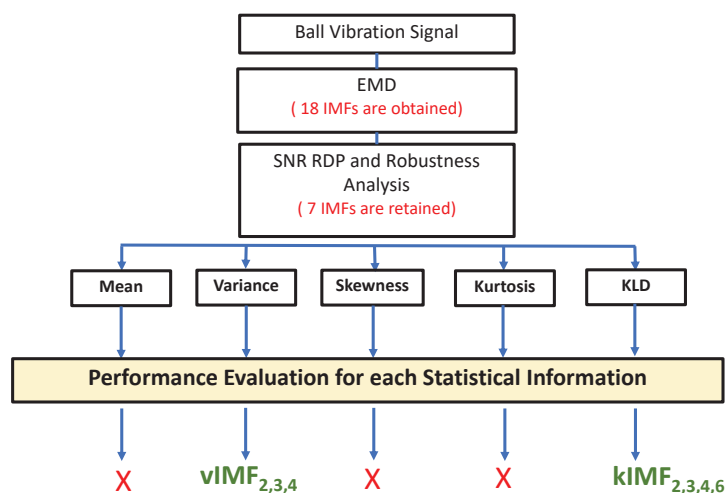 Ball Vibration Signal
EMD
( 18 IMFs are obtained)
SNR RDP and Robustness
Analysis
( 7 IMFs are retained)
Mean Variance Skewness Kurtosis KLD
Performance Evaluation for each Statistical Information
X vIMF2,3,4 X X kIMF2,3,4,6